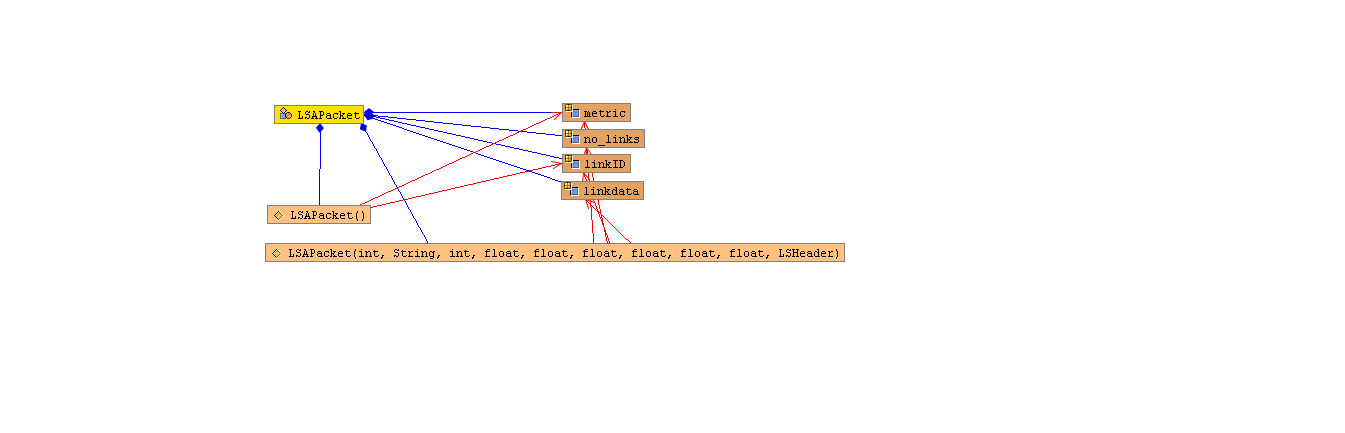 LSAPacket
metric
no_links
linkID
linkdata
LSAPacket()
LSAPacket(int, String, int, float, float, float, float, float, float, LSHeader)